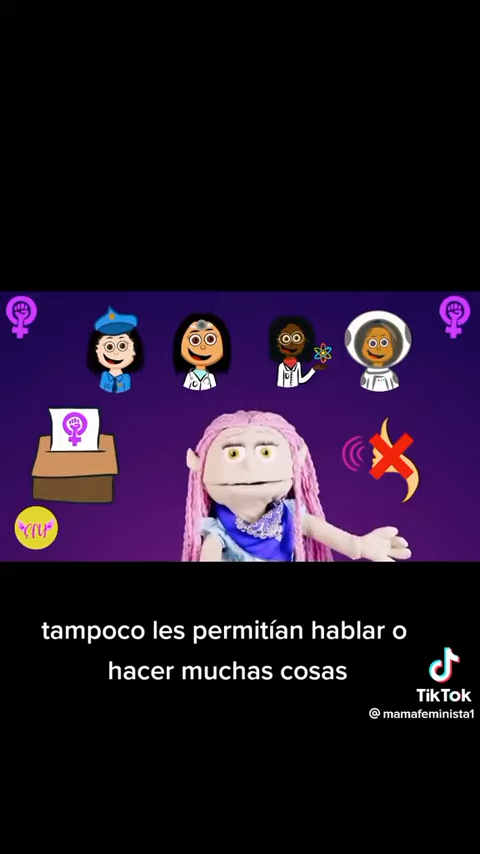 tampoco les permitían hablar o
hacer muchas cosas
TikTok
@mamafeminista1